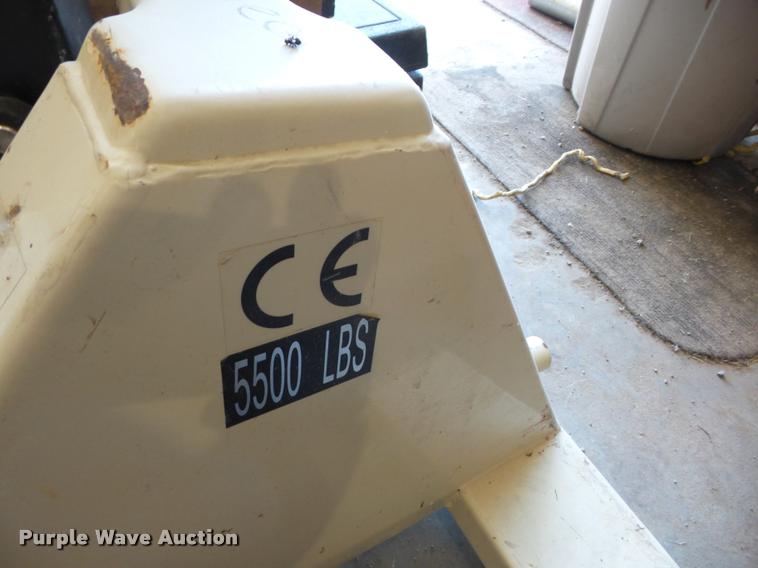 CE
5500 LBS
Purple Wave Auction